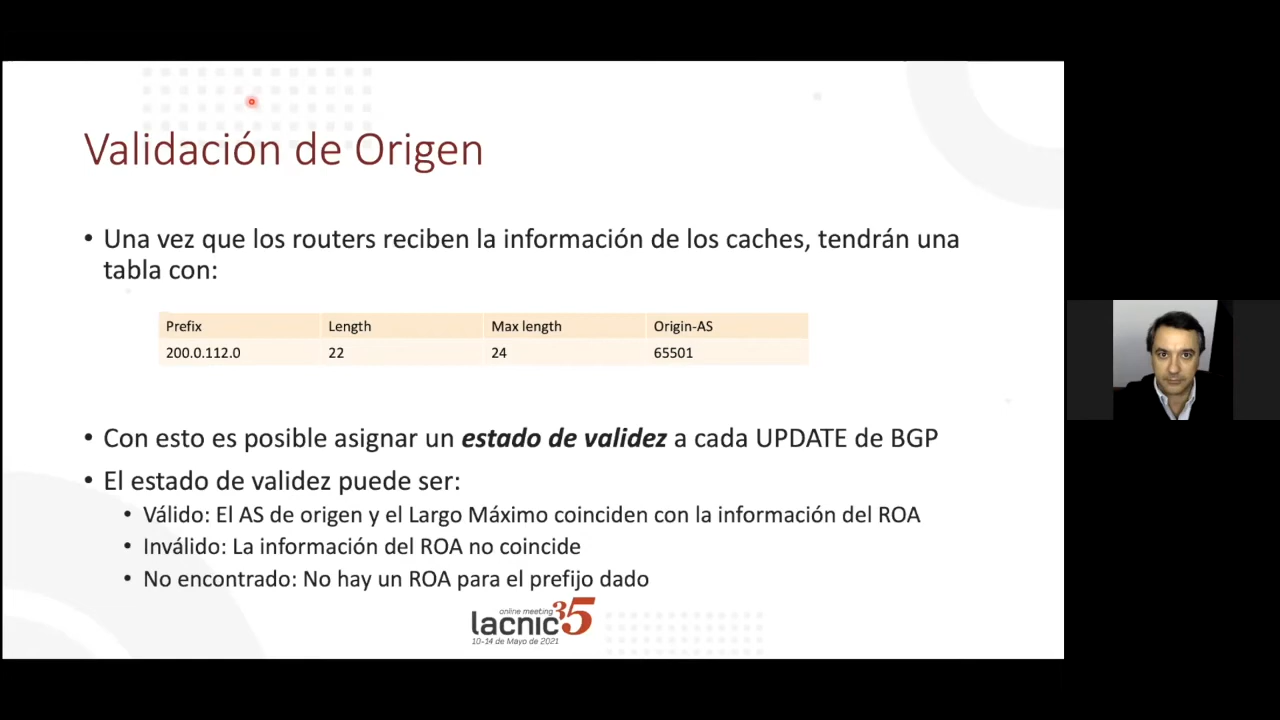 Validación de Origen
• Una vez que los routers reciben la información de los caches, tendrán una
tabla con:
Prefix Length Max length Origin-AS
200.0.112.0 22 24 65501
• Con esto es posible asignar un estado de validez a cada UPDATE de BGP
• El estado de validez puede ser:
• Válido: El AS de origen y el Largo Máximo coinciden con la información del ROA
• Inválido: La información del ROA no coincide
• No encontrado: No hay un ROA para el prefijo dado
online meeting
lacnic 35
10-14 de Mayo de 2021